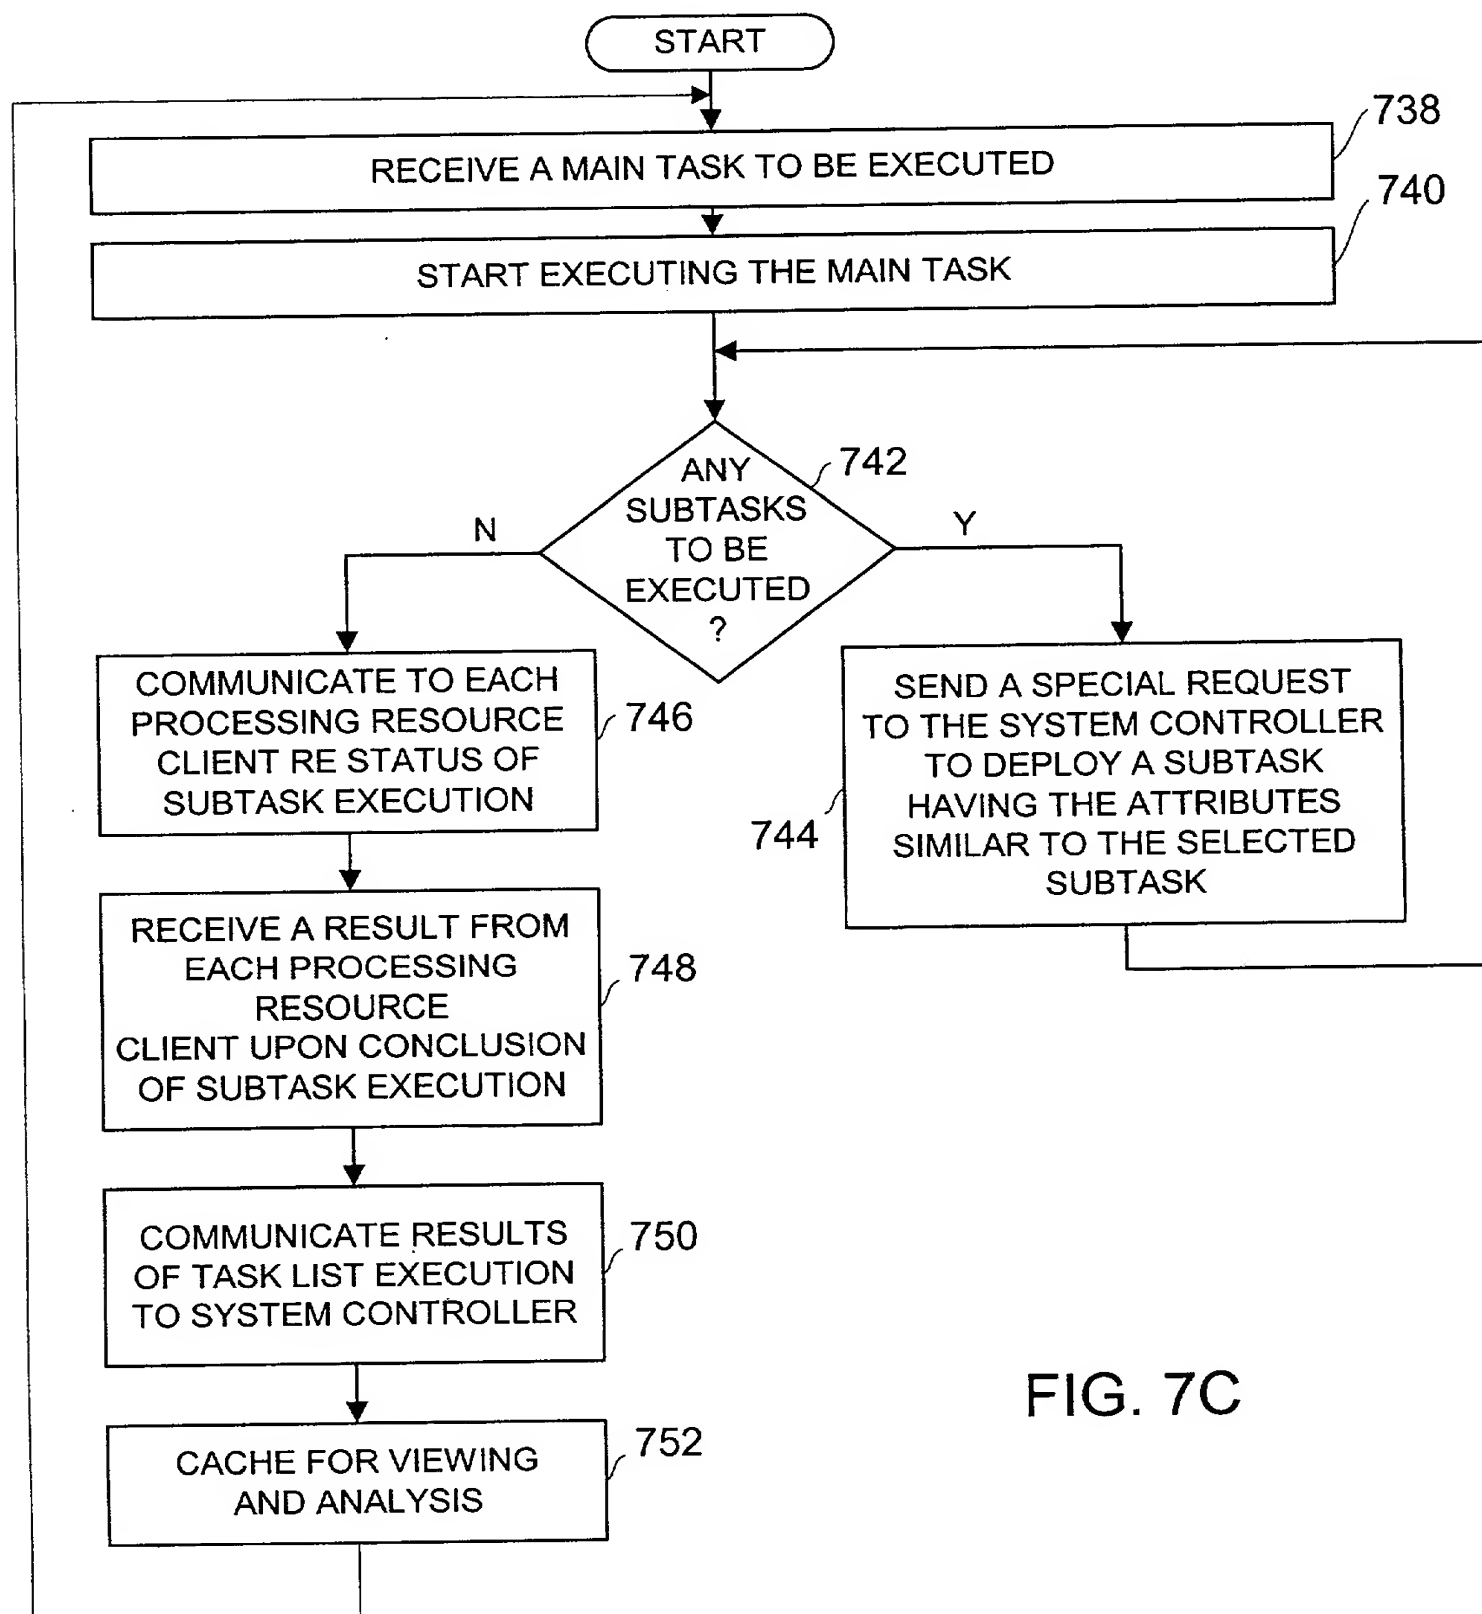 START
738
RECEIVE A MAIN TASK TO BE EXECUTED
740
START EXECUTING THE MAIN TASK
742
ANY
SUBTASKS
TO BE
EXECUTED
?
N
Y
COMMUNICATE TO EACH
PROCESSING RESOURCE
CLIENT RE STATUS OF
SUBTASK EXECUTION
746
SEND A SPECIAL REQUEST
TO THE SYSTEM CONTROLLER
TO DEPLOY A SUBTASK
HAVING THE ATTRIBUTES
SIMILAR TO THE SELECTED
SUBTASK
744
RECEIVE A RESULT FROM
EACH PROCESSING
RESOURCE
CLIENT UPON CONCLUSION
OF SUBTASK EXECUTION
748
COMMUNICATE RESULTS
OF TASK LIST EXECUTION
TO SYSTEM CONTROLLER
750
CACHE FOR VIEWING
AND ANALYSIS
752
FIG. 7C